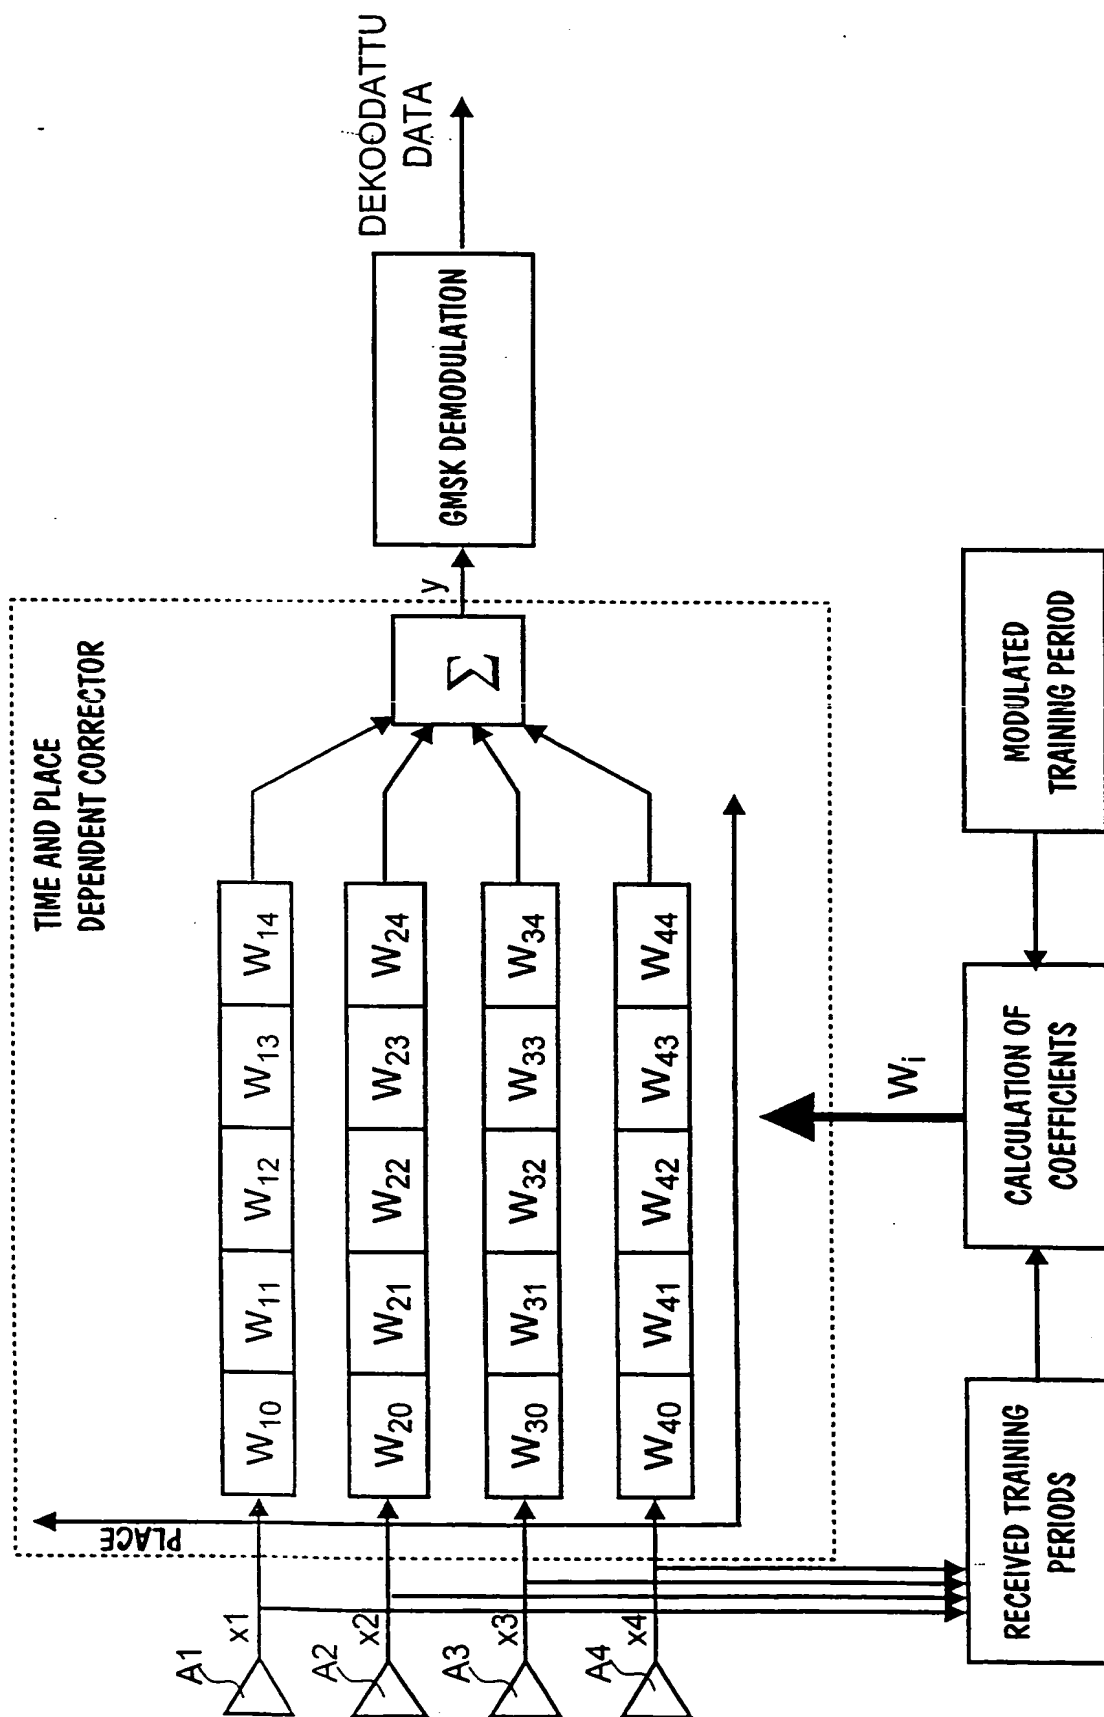 TIME AND PLACE
DEPENDENT CORRECTOR
PLACE
A1
x1
W10
W11
W12
W13
W14
A2
x2
W20
W21
W22
W23
W24
A3
x3
W30
W31
W32
W33
W34
A4
x4
W40
W41
W42
W43
W44
Σ
y
GMSK DEMODULATION
DEKOODATTU
DATA
Wi
RECEIVED TRAINING
PERIODS
CALCULATION OF
COEFFICIENTS
MODULATED
TRAINING PERIOD